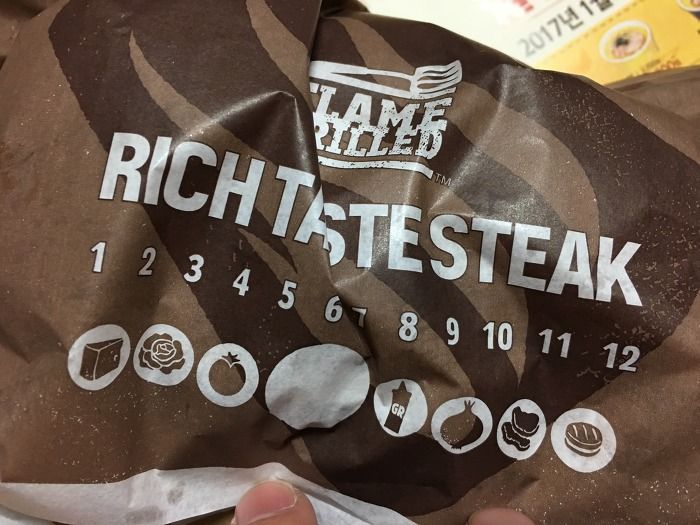 2017년 1월
FLAME
GRILLED™
RICH TASTE STEAK
1 2 3 4 5 6 7 8 9 10 11 12
GR